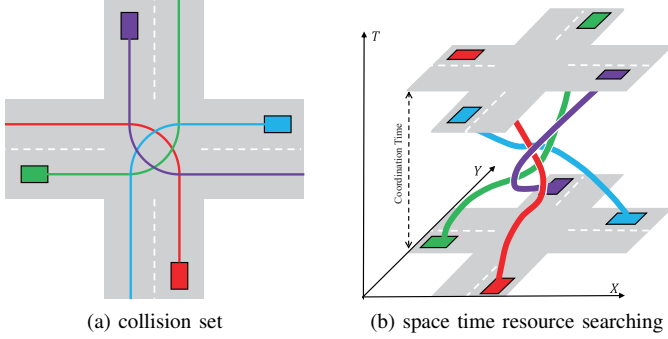 T
Coordination Time
Y
X
(a) collision set
(b) space time resource searching